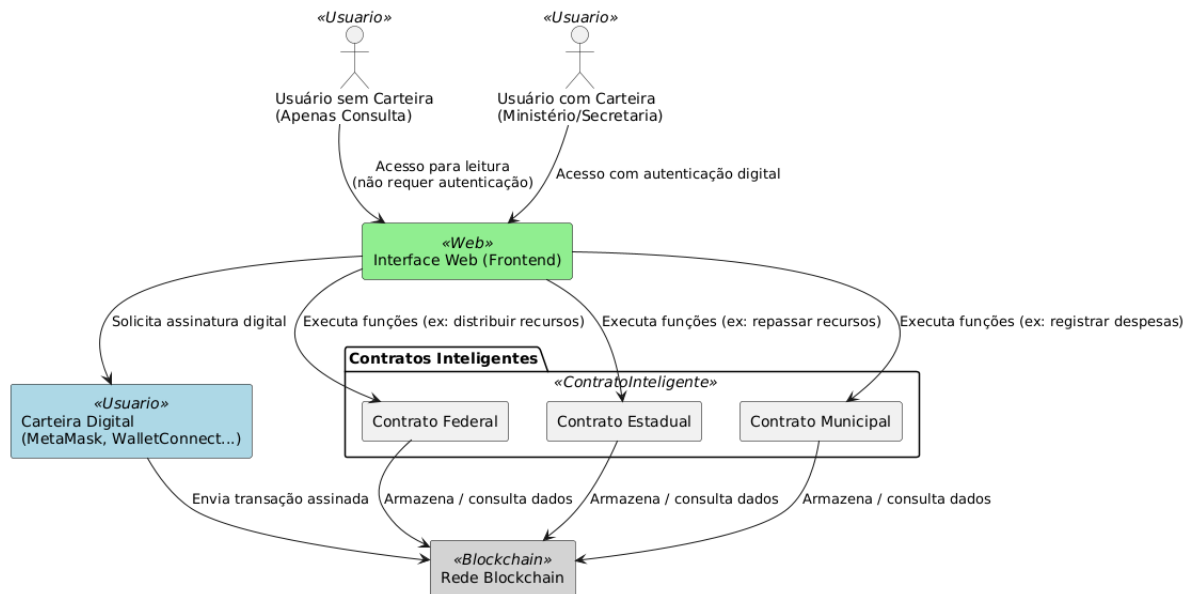 «Usuario»
«Usuario»
Usuário sem Carteira
(Apenas Consulta)
Usuário com Carteira
(Ministério/Secretaria)
Acesso para leitura
(não requer autenticação)
Acesso com autenticação digital
«Web»
Interface Web (Frontend)
Solicita assinatura digital
Executa funções (ex: distribuir recursos)
Executa funções (ex: repassar recursos)
Executa funções (ex: registrar despesas)
Contratos Inteligentes
«ContratoInteligente»
«Usuario»
Carteira Digital
(MetaMask, WalletConnect...)
Contrato Federal
Contrato Estadual
Contrato Municipal
Envia transação assinada
Armazena / consulta dados
Armazena / consulta dados
Armazena / consulta dados
«Blockchain»
Rede Blockchain